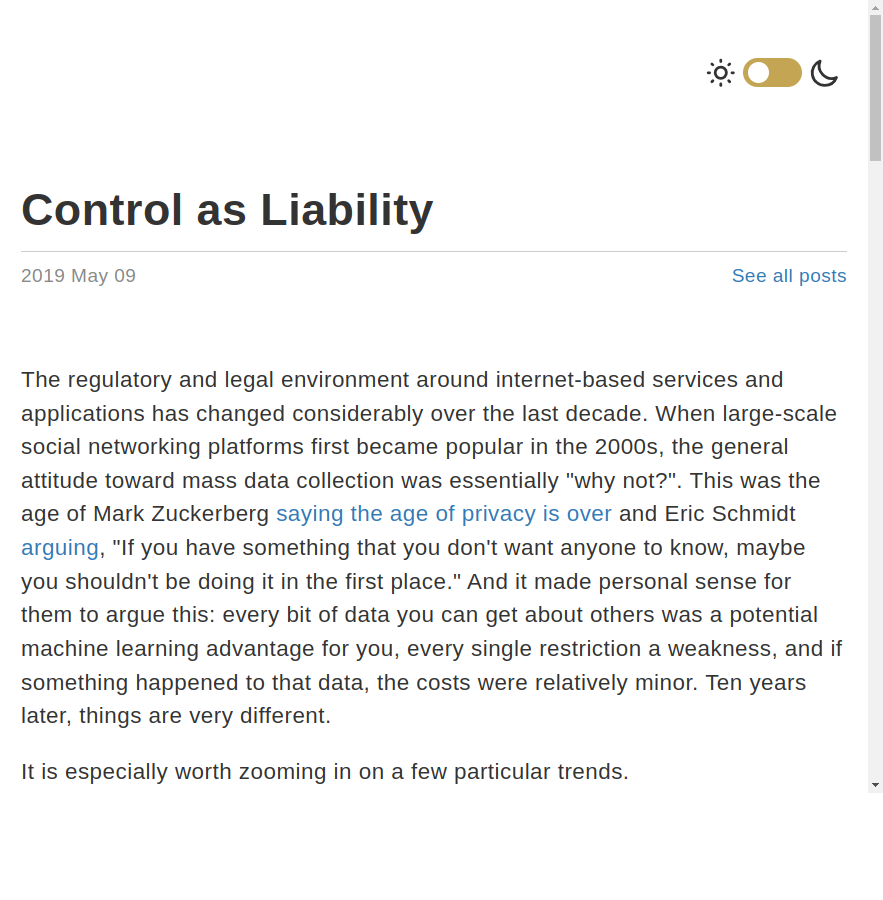 Control as Liability
2019 May 09
See all posts
The regulatory and legal environment around internet-based services and
applications has changed considerably over the last decade. When large-scale
social networking platforms first became popular in the 2000s, the general
attitude toward mass data collection was essentially "why not?". This was the
age of Mark Zuckerberg saying the age of privacy is over and Eric Schmidt
arguing, "If you have something that you don't want anyone to know, maybe
you shouldn't be doing it in the first place." And it made personal sense for
them to argue this: every bit of data you can get about others was a potential
machine learning advantage for you, every single restriction a weakness, and if
something happened to that data, the costs were relatively minor. Ten years
later, things are very different.
It is especially worth zooming in on a few particular trends.